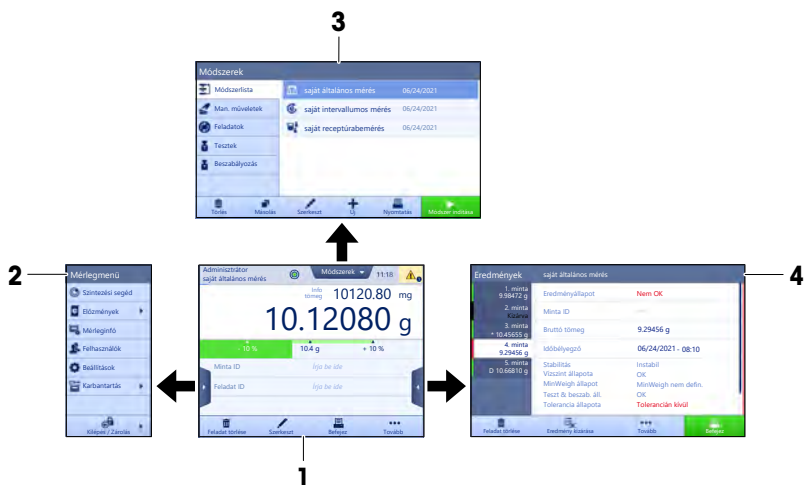 3
Módszerek
Módszerlista
Man. műveletek
Feladatok
Tesztek
Beszabályozás
saját általános mérés 06/24/2021
saját intervallumos mérés 06/24/2021
saját receptúrabemérés 06/24/2021
Törlés Másolás Szerkeszt Új Nyomtatás Módszer indítása
2
Mérlegmenü
Szintezési segéd
Előzmények
Mérleginfó
Felhasználók
Beállítások
Karbantartás
Kilépés / Zárolás
Adminisztrátor
saját általános mérés
Módszerek
11:18
Info
tömeg
10120.80 mg
10.12080 g
- 10 % 10.4 g + 10 %
Minta ID Írja be ide
Feladat ID Írja be ide
Feladat törlése Szerkeszt Befejez Tovább
1
4
Eredmények saját általános mérés
1. minta
9.98472 g
2. minta
Kizárva
3. minta
* 10.45655 g
4. minta
9.29456 g
5. minta
D 10.66810 g
Eredményállapot Nem OK
Minta ID
Bruttó tömeg 9.29456 g
Időbélyegző 06/24/2021 - 08:10
Stabilitás Instabil
Vízszint állapota OK
MinWeigh állapot MinWeigh nem defin.
Teszt & beszab. áll. OK
Tolerancia állapota Tolerancián kívül
Feladat törlése Eredmény kizárása Tovább Befejez